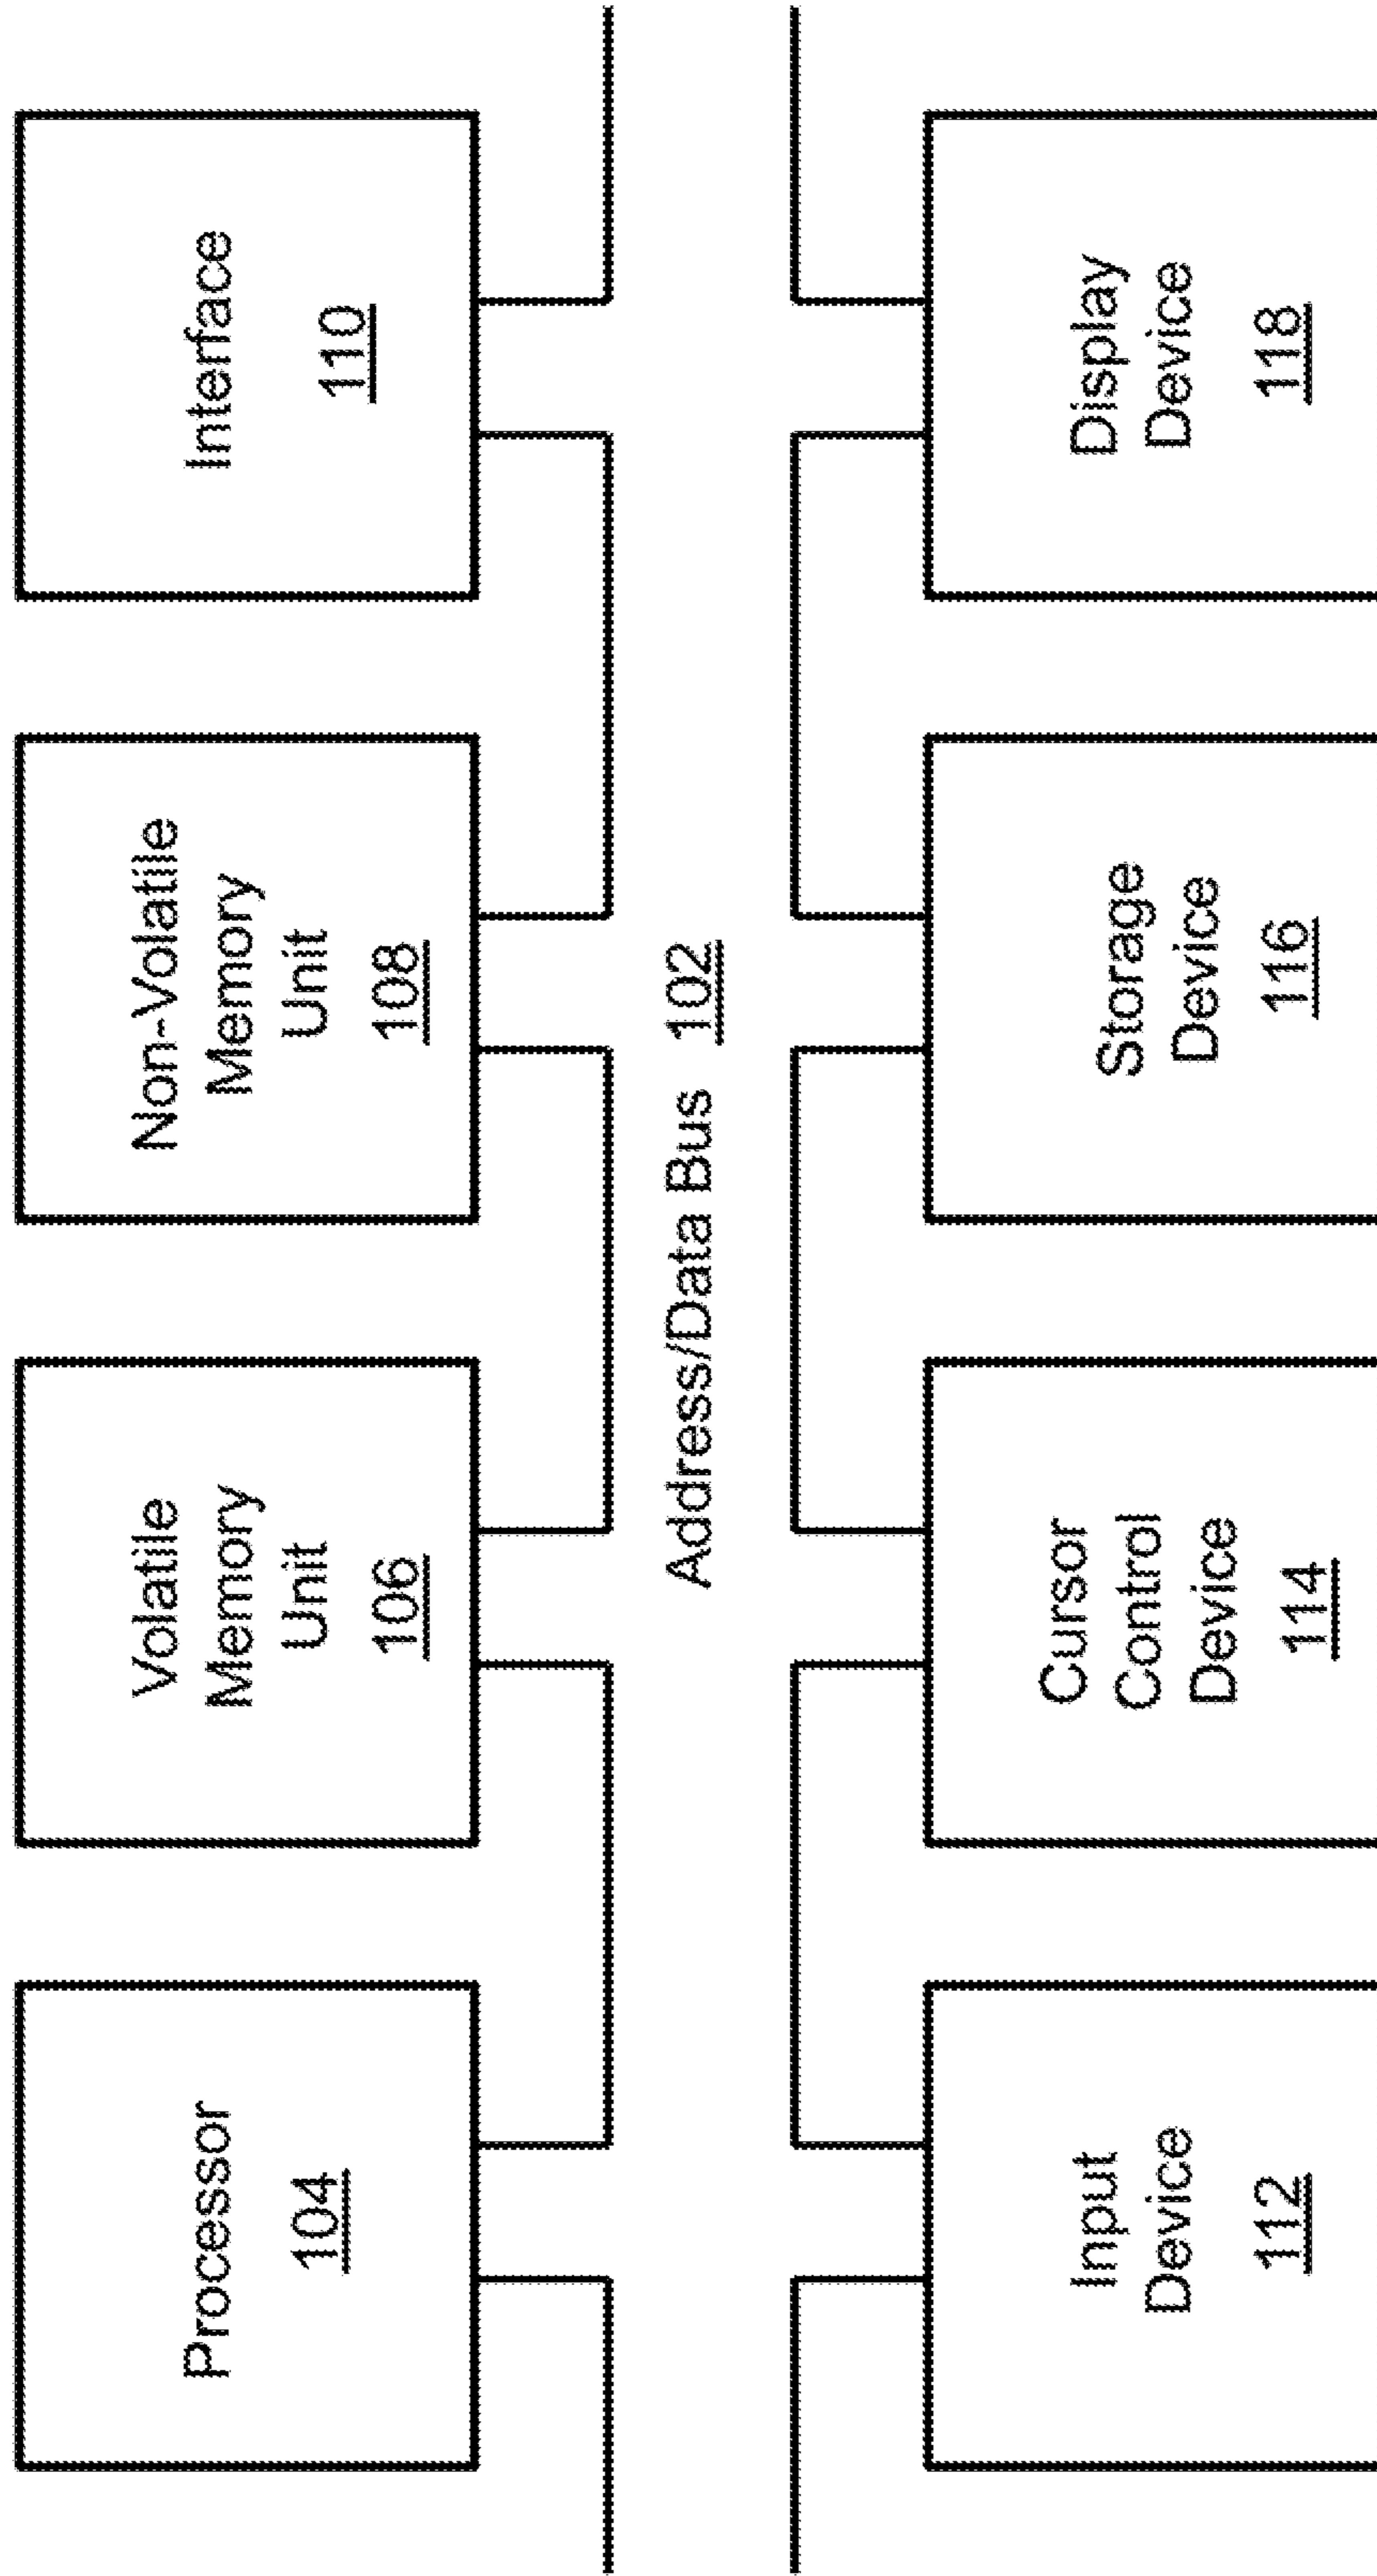 Processor
104
Volatile
Memory
Unit
106
Non-Volatile
Memory
Unit
108
Interface
110
Address/Data Bus 102
Input
Device
112
Cursor
Control
Device
114
Storage
Device
116
Display
Device
118